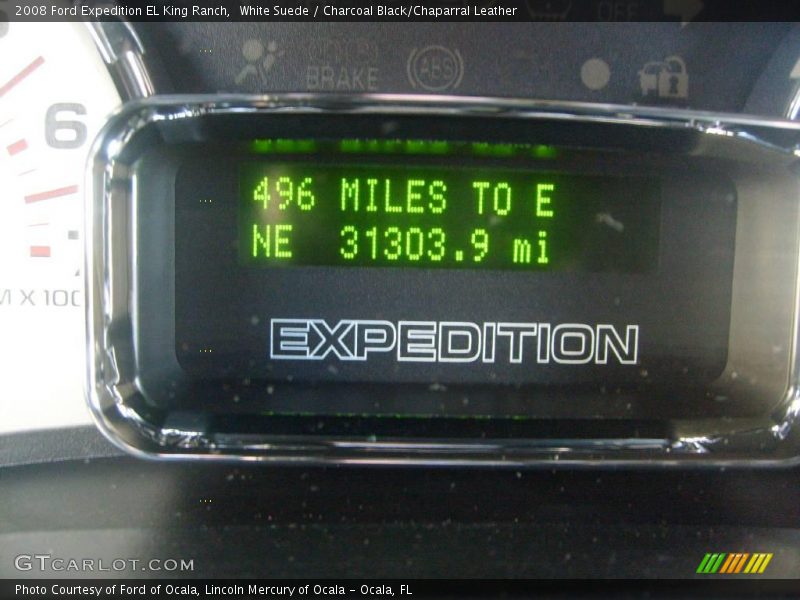 2008 Ford Expedition EL King Ranch,  White Suede / Charcoal Black/Chaparral Leather
OFF
BRAKE
ABS
6
496 MILES TO E
NE 31303.9 mi
X 100
EXPEDITION
GTCARLOT.COM
Photo Courtesy of Ford of Ocala, Lincoln Mercury of Ocala – Ocala, FL